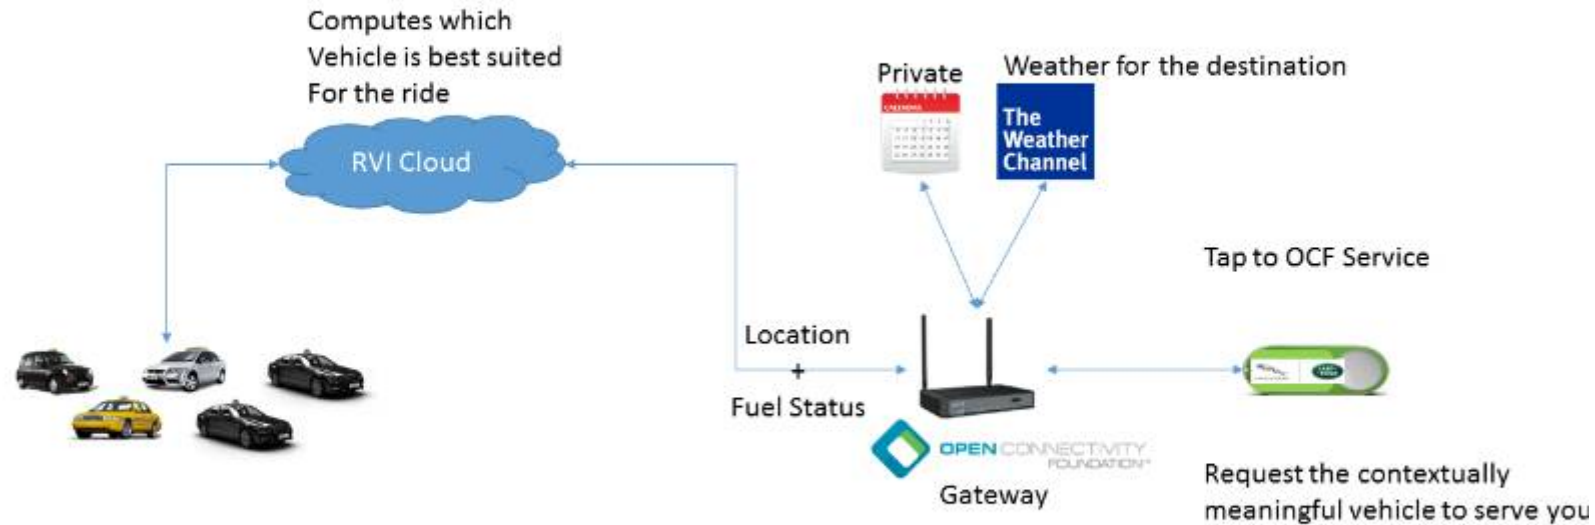 Computes which
Vehicle is best suited
For the ride
RVI Cloud
Private
Weather for the destination
The
Weather
Channel
Tap to OCF Service
Location
+
Fuel Status
OPEN CONNECTIVITY
FOUNDATION
Gateway
Request the contextually
meaningful vehicle to serve you